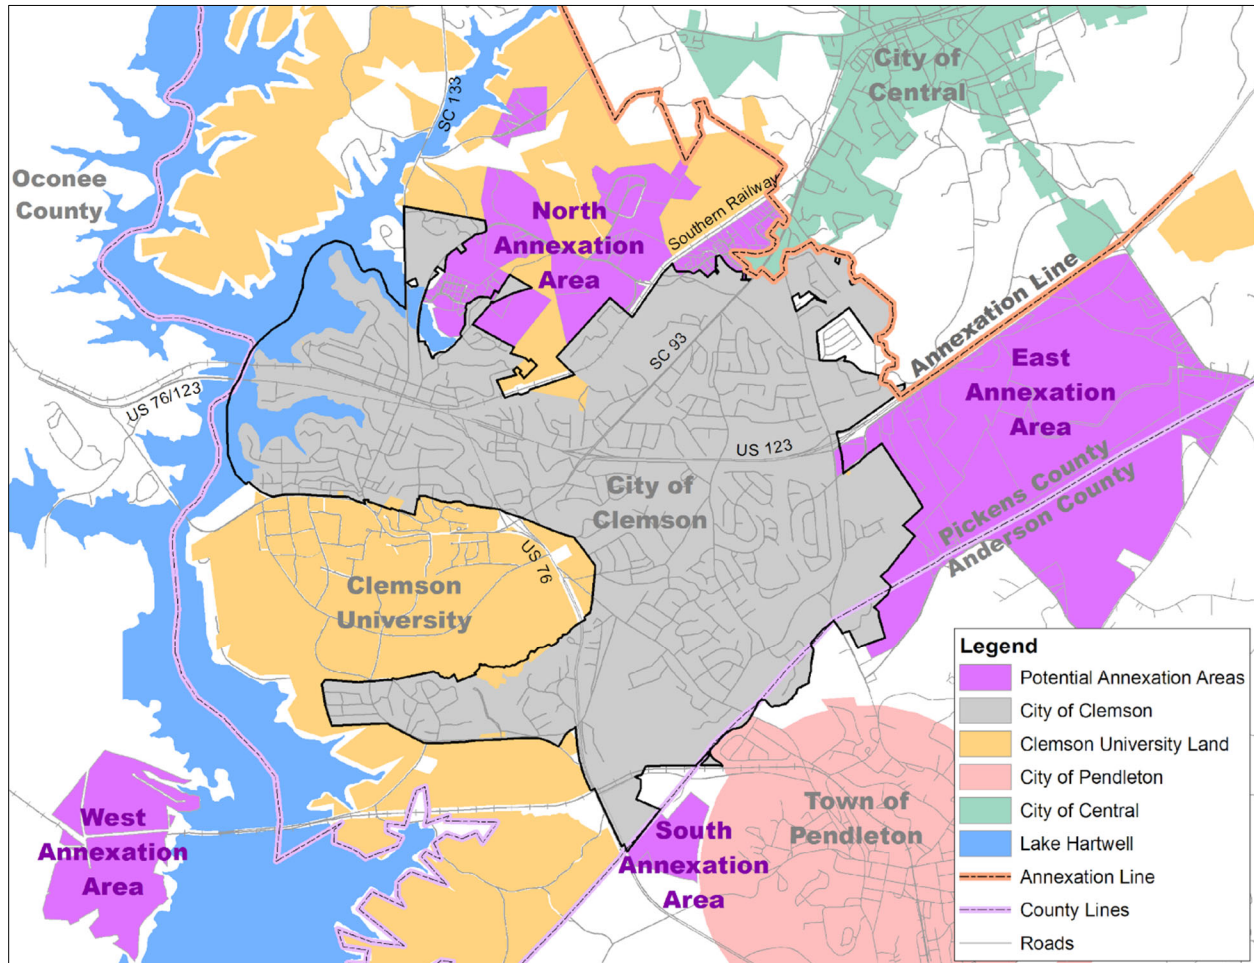 City of
Central
SC 133
Oconee
County
Southern Railway
North
Annexation
Area
Annexation Line
SC 93
East
Annexation
Area
US 76/123
US 123
Pickens County
Anderson County
City of
Clemson
US 76
Clemson
University
West
Annexation
Area
South
Annexation
Area
Town of
Pendleton
Legend
Potential Annexation Areas
City of Clemson
Clemson University Land
City of Pendleton
City of Central
Lake Hartwell
Annexation Line
County Lines
Roads